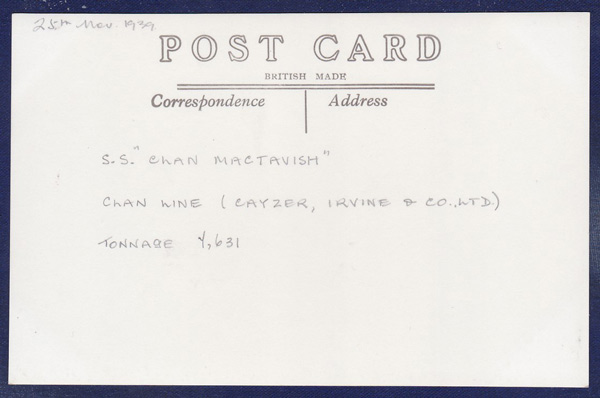 25th Nov. 1939
POST CARD
BRITISH MADE
Correspondence
Address
S.S. "CLAN MACTAVISH"
CLAN LINE (CAYZER, IRVINE & CO., LTD.)
TONNAGE 7,631